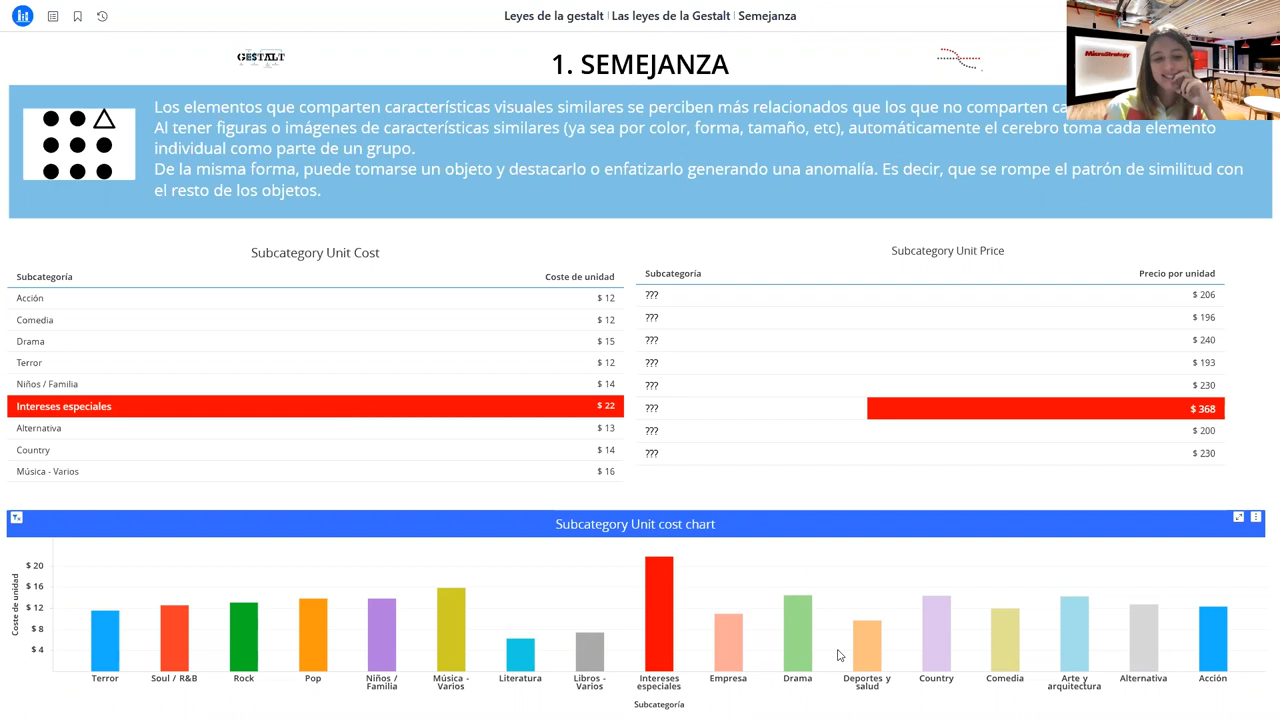 Leyes de la gestalt | Las leyes de la Gestalt | Semejanza
GESTALT
1. SEMEJANZA
MicroStrategy
Los elementos que comparten características visuales similares se perciben más relacionados que los que no comparten
Al tener figuras o imágenes de características similares (ya sea por color, forma, tamaño, etc), automáticamente el cerebro toma cada elemento
individual como parte de un grupo.
De la misma forma, puede tomarse un objeto y destacarlo o enfatizarlo generando una anomalía. Es decir, que se rompe el patrón de similitud con
el resto de los objetos.
Subcategory Unit Cost
Subcategoría Coste de unidad
Acción $ 12
Comedia $ 12
Drama $ 15
Terror $ 12
Niños / Familia $ 14
Intereses especiales $ 22
Alternativa $ 13
Country $ 14
Música - Varios $ 16
Subcategory Unit Price
Subcategoría Precio por unidad
??? $ 206
??? $ 196
??? $ 240
??? $ 193
??? $ 230
??? $ 368
??? $ 200
??? $ 230
Subcategory Unit cost chart
Coste de unidad
$ 20
$ 16
$ 12
$ 8
$ 4
Terror
Soul / R&B
Rock
Pop
Niños /
Familia
Música -
Varios
Literatura
Libros -
Varios
Intereses
especiales
Empresa
Drama
Deportes y
salud
Country
Comedia
Arte y
arquitectura
Alternativa
Acción
Subcategoría